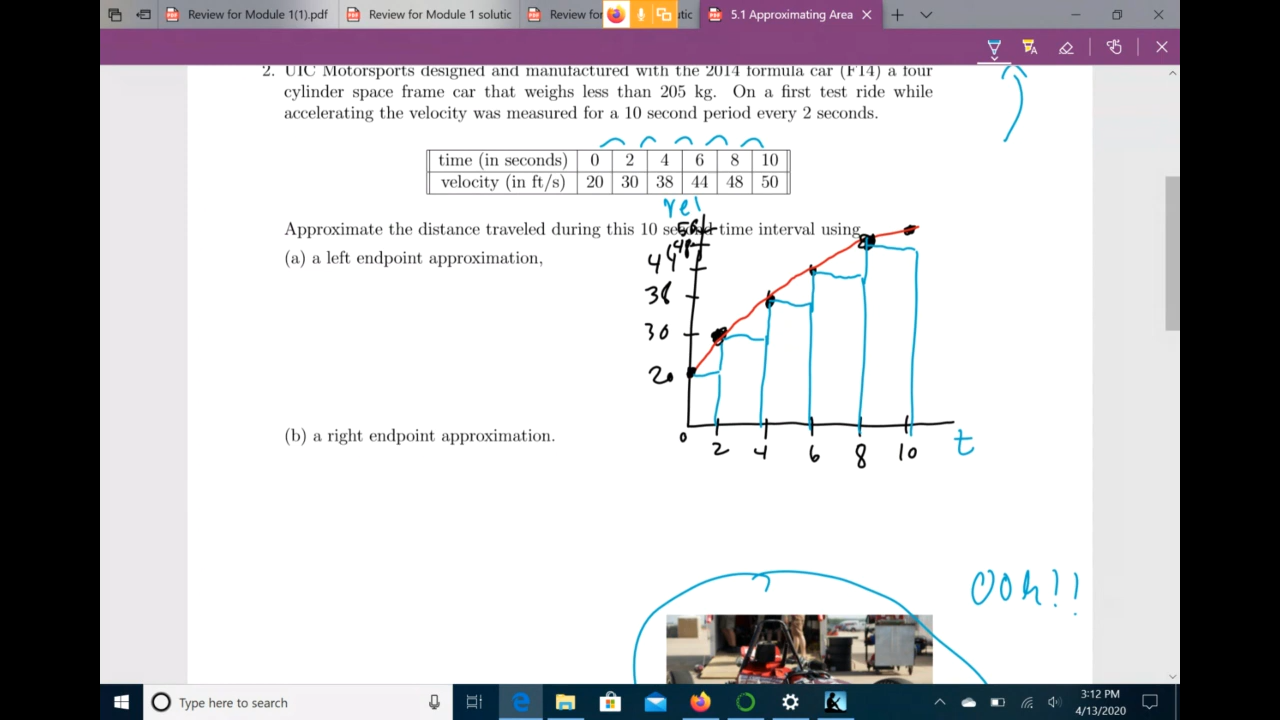 Review for Module 1(1).pdf
Review for Module 1 solutic
Review for
utic
5.1 Approximating Area
2. UIC Motorsports designed and manufactured with the 2014 formula car (F14) a four
cylinder space frame car that weighs less than 205 kg. On a first test ride while
accelerating the velocity was measured for a 10 second period every 2 seconds.
time (in seconds) 0 2 4 6 8 10
velocity (in ft/s) 20 30 38 44 48 50
vel
Approximate the distance traveled during this 10 second time interval using
50
(a) a left endpoint approximation,
48
44
38
30
20
(b) a right endpoint approximation.
0 2 4 6 8 10 t
ooh!!
Type here to search
3:12 PM
4/13/2020